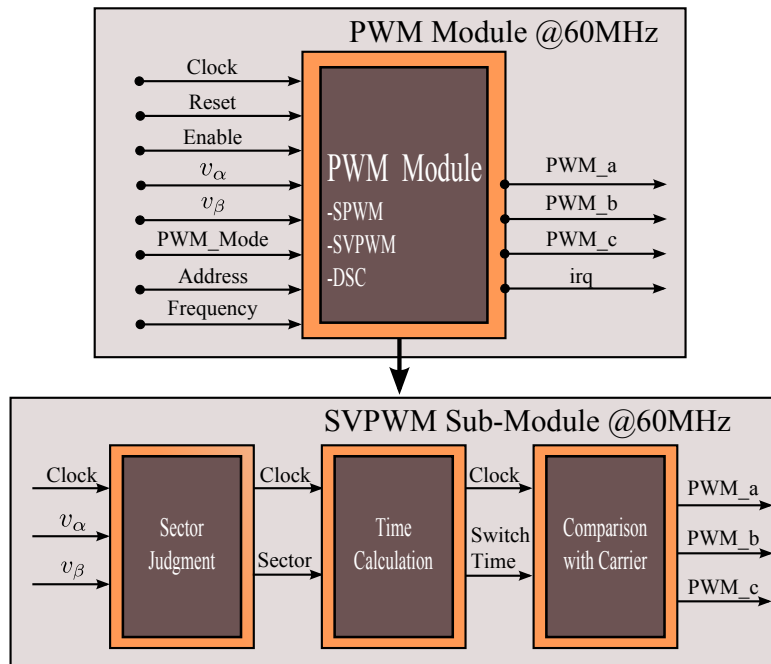 PWM Module @60MHz
Clock
Reset
Enable
vα
vβ
PWM_Mode
Address
Frequency
PWM Module
-SPWM
-SVPWM
-DSC
PWM_a
PWM_b
PWM_c
irq
SVPWM Sub-Module @60MHz
Clock
vα
vβ
Sector
Judgment
Clock
Sector
Time
Calculation
Clock
Switch
Time
Comparison
with Carrier
PWM_a
PWM_b
PWM_c